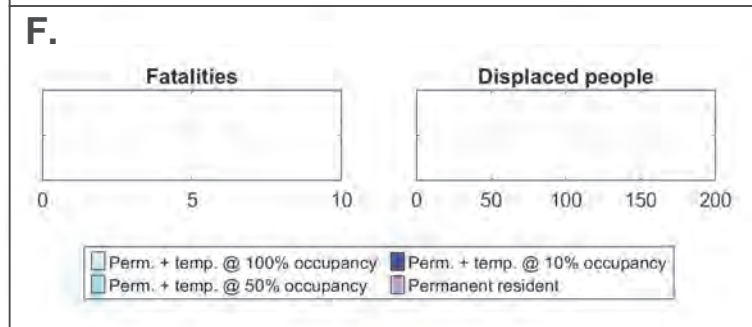 F.
Fatalities Displaced people
0 5 10 0 50 100 150 200
Perm. + temp. @ 100% occupancy Perm. + temp. @ 10% occupancy
Perm. + temp. @ 50% occupancy Permanent resident